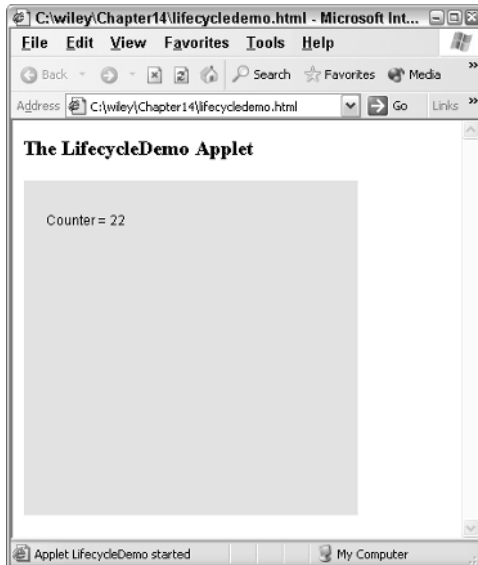 C:\wiley\Chapter14\lifecycledemo.html - Microsoft Int...
File Edit View Favorites Tools Help
Back Search Favorites Media »
Address C:\wiley\Chapter14\lifecycledemo.html Go Links »
The LifecycleDemo Applet
Counter = 22
Applet LifecycleDemo started My Computer